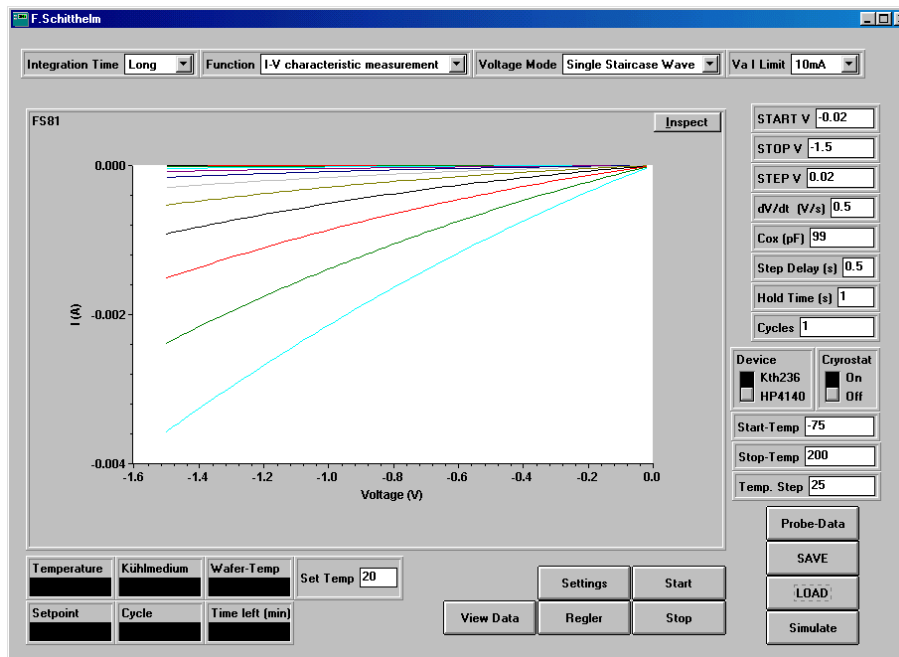 F.Schitthelm
Integration Time Long Function I-V characteristic measurement Voltage Mode Single Staircase Wave Va I Limit 10mA
FS81
Inspect
0.000
-0.002
-0.004
I (A)
-1.6 -1.4 -1.2 -1.0 -0.8 -0.6 -0.4 -0.2 0.0
Voltage (V)
START V -0.02
STOP V -1.5
STEP V 0.02
dV/dt (V/s) 0.5
Cox (pF) 99
Step Delay (s) 0.5
Hold Time (s) 1
Cycles 1
Device
Kth236
HP4140
Cryrostat
On
Off
Start-Temp -75
Stop-Temp 200
Temp. Step 25
Probe-Data
SAVE
LOAD
Simulate
Temperature Kühlmedium Wafer-Temp Set Temp 20
Setpoint Cycle Time left (min)
Settings Start
View Data Regler Stop